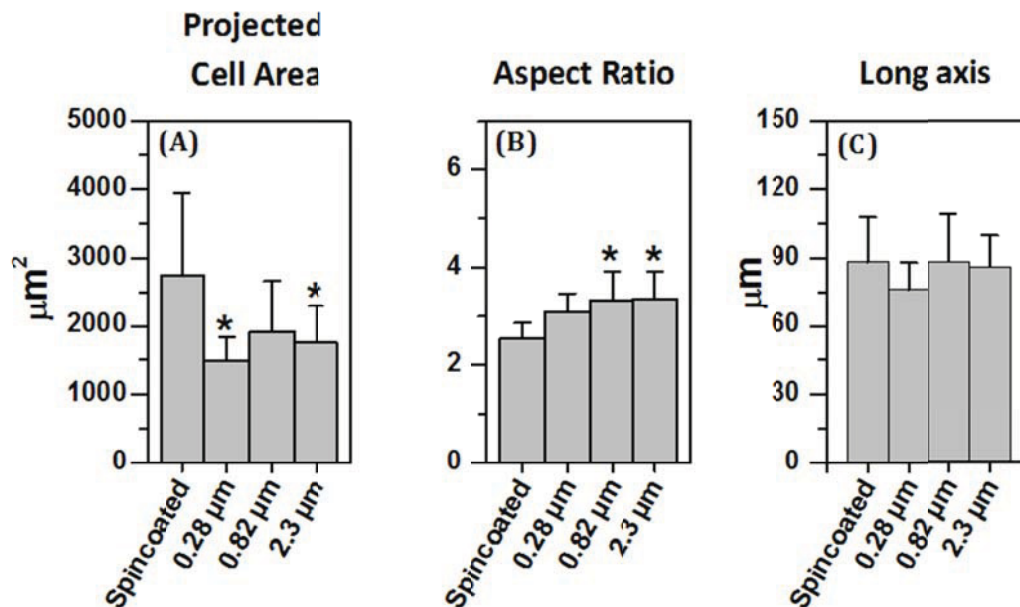 Projected
Cell Area
Aspect Ratio
Long axis
(A)
5000
4000
3000
2000
1000
0
μm²
*
*
Spincoated
0.28 μm
0.82 μm
2.3 μm
(B)
6
4
2
0
*
*
Spincoated
0.28 μm
0.82 μm
2.3 μm
(C)
150
120
90
60
30
0
μm
Spincoated
0.28 μm
0.82 μm
2.3 μm